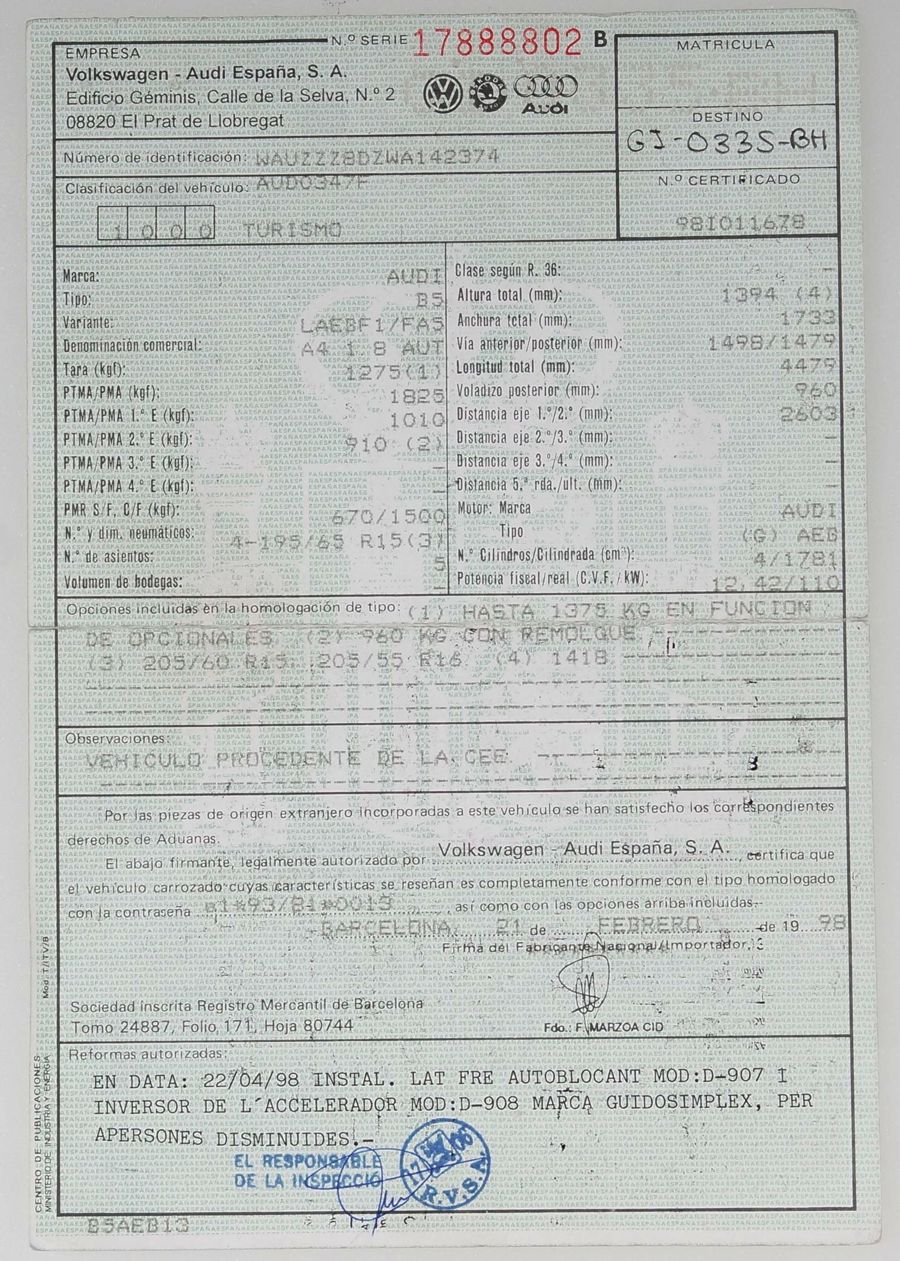 N.º SERIE 17888802 B
EMPRESA
Volkswagen - Audi España, S. A.
Edificio Géminis, Calle de la Selva, N.º 2
08820 El Prat de Llobregat
AUDI
MATRICULA
DESTINO
GI-0335-BH
N.º CERTIFICADO
98I011678
Número de identificación: WAUZZZ8DZWA142374
Clasificación del vehículo: AUD0347E
1000 TURISMO
Marca: AUDI
Tipo: B5
Variante: LAEBF1/FA5
Denominación comercial: A4 1.8 AUT
Tara (kgf): 1275(1)
PTMA/PMA (kgf): 1825
PTMA/PMA 1.º E (kgf): 1010
PTMA/PMA 2.º E (kgf): 910 (2)
PTMA/PMA 3.º E (kgf): -
PTMA/PMA 4.º E (kgf): -
PMR S/F. C/F (kgf): 670/1500
N.º y dim. neumáticos: 4-195/65 R15(3)
N.º de asientos: 5
Volumen de bodegas: -
Clase según R. 36: -
Altura total (mm): 1394 (4)
Anchura total (mm): 1733
Via anterior/posterior (mm): 1498/1479
Longitud total (mm): 4479
Voladizo posterior (mm): 960
Distancia eje 1.º/2.º (mm): 2603
Distancia eje 2.º/3.º (mm): -
Distancia eje 3.º/4.º (mm): -
Distancia 5.ª rda./ult. (mm): -
Motor: Marca AUDI
Tipo (G) AEB
N.º Cilindros/Cilindrada (cm³): 4/1781
Potencia fiscal/real (C.V.F./kW): 12,42/110
Opciones incluidas en la homologación de tipo: (1) HASTA 1375 KG EN FUNCION
DE OPCIONALES (2) 960 KG CON REMOLQUE
(3) 205/60 R15, 205/55 R16 (4) 1418
Observaciones:
VEHICULO PROCEDENTE DE LA CEE
Por las piezas de origen extranjero incorporadas a este vehículo se han satisfecho los correspondientes
derechos de Aduanas.
El abajo firmante, legalmente autorizado por Volkswagen - Audi España, S. A. certifica que
el vehículo carrozado cuyas características se reseñan es completamente conforme con el tipo homologado
con la contraseña e1*93/81*0013 así como con las opciones arriba incluidas.-
BARCELONA, 21 de FEBRERO de 19 98
Firma del Fabricante Nacional/Importador,
Sociedad inscrita Registro Mercantil de Barcelona
Tomo 24887, Folio 171, Hoja 80744
Fdo.: F. MARZOA CID
Reformas autorizadas:
EN DATA: 22/04/98 INSTAL. LAT FRE AUTOBLOCANT MOD:D-907 I
INVERSOR DE L´ACCELERADOR MOD:D-908 MARCA GUIDOSIMPLEX, PER
APERSONES DISMINUIDES.-
EL RESPONSABLE
DE LA INSPECCIÓ
R.V.S.A.
B5AEB13
Mod. T/ITV/8
CENTRO DE PUBLICACIONES
MINISTERIO DE INDUSTRIA Y ENERGIA